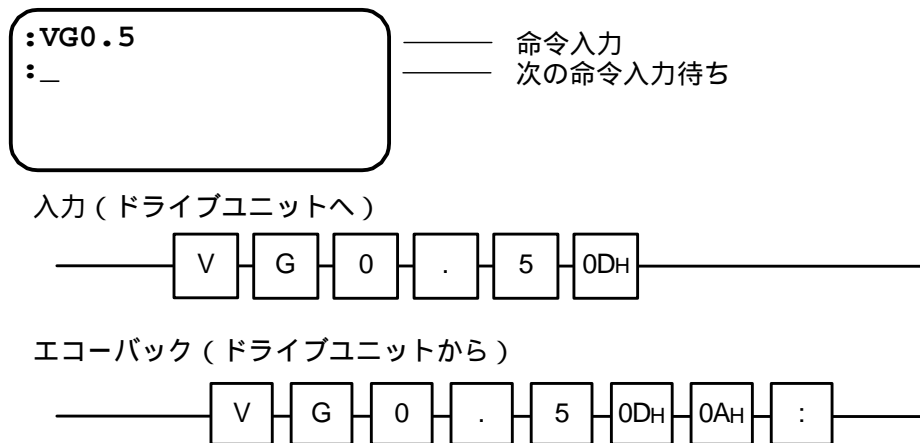 :VG0.5
命令入力
:_
次の命令入力待ち
入力（ドライブユニットへ）
V G 0 . 5 0DH
エコーバック（ドライブユニットから）
V G 0 . 5 0DH 0AH :